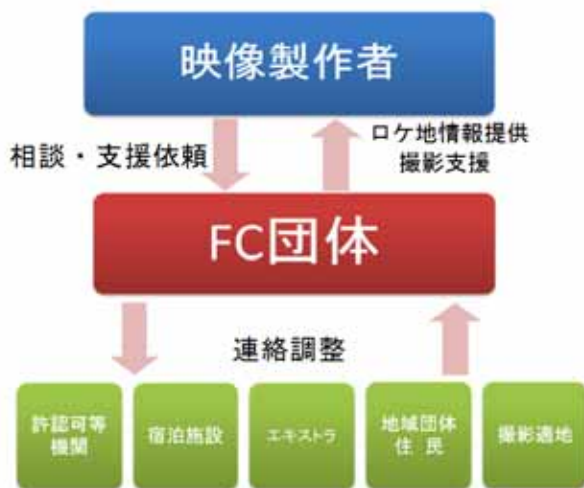 映像製作者
相談・支援依頼
ロケ地情報提供
撮影支援
FC団体
連絡調整
許認可等
機関
宿泊施設
エキストラ
地域団体
住 民
撮影適地